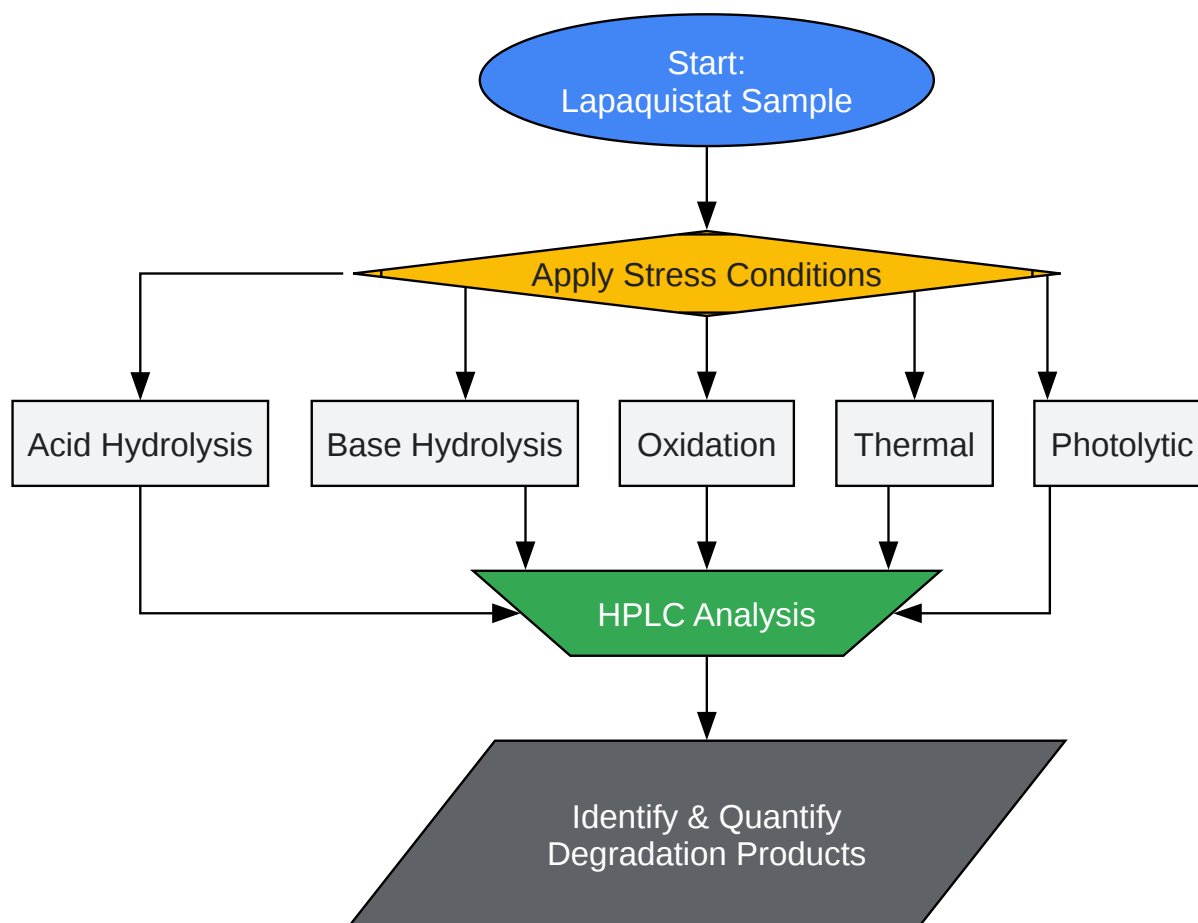 Start:
Lapaquistat Sample
Apply Stress Conditions
Acid Hydrolysis
Base Hydrolysis
Oxidation
Thermal
Photolytic
HPLC Analysis
Identify & Quantify
Degradation Products